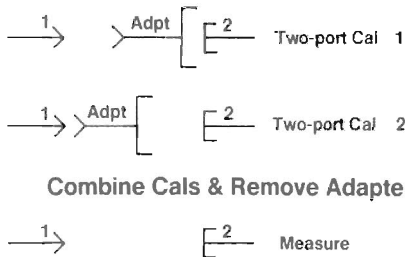 1 Adpt 2 Two-port Cal 1
1 Adpt 2 Two-port Cal 2
Combine Cals & Remove Adapte
1 2 Measure